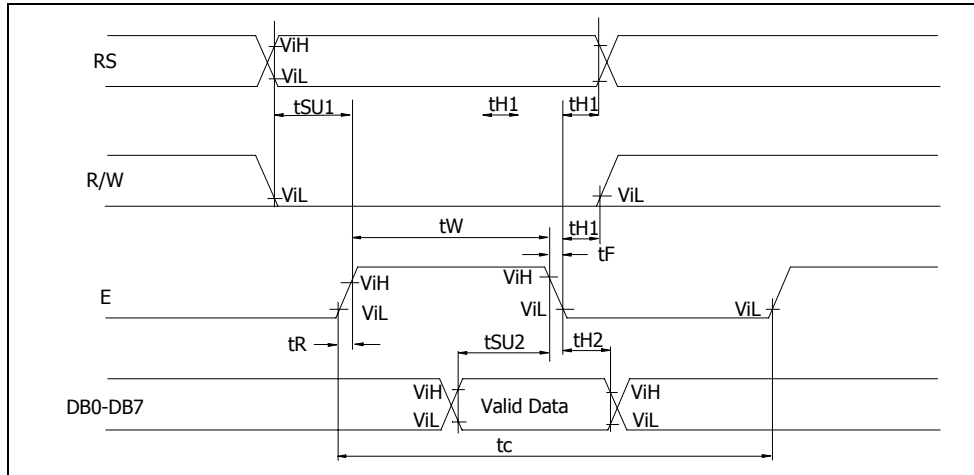 ViH
RS
ViL
tSU1
tH1
tH1
R/W
ViL
ViL
tW
tH1
tF
ViH
ViH
E
ViL
ViL
ViL
tR
tSU2
tH2
ViH
ViH
DB0-DB7
Valid Data
ViL
ViL
tc